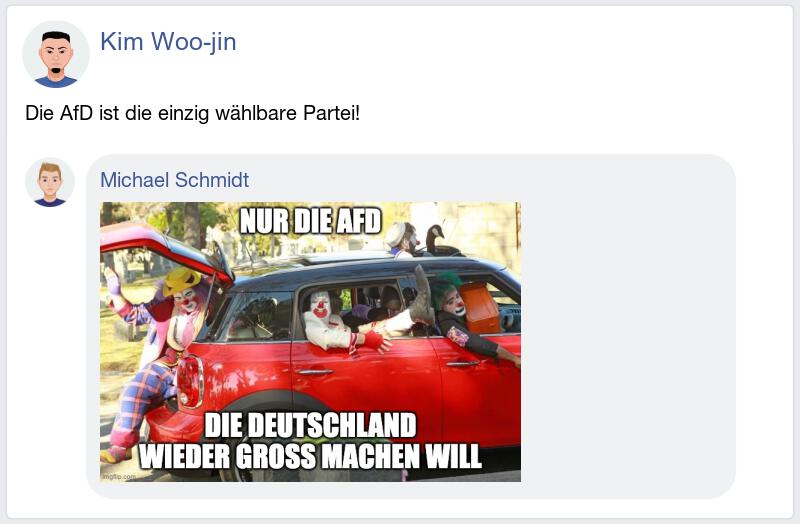 Kim Woo-jin
Die AfD ist die einzig wählbare Partei!
Michael Schmidt
NUR DIE AFD
DIE DEUTSCHLAND
WIEDER GROSS MACHEN WILL
imgflip.com